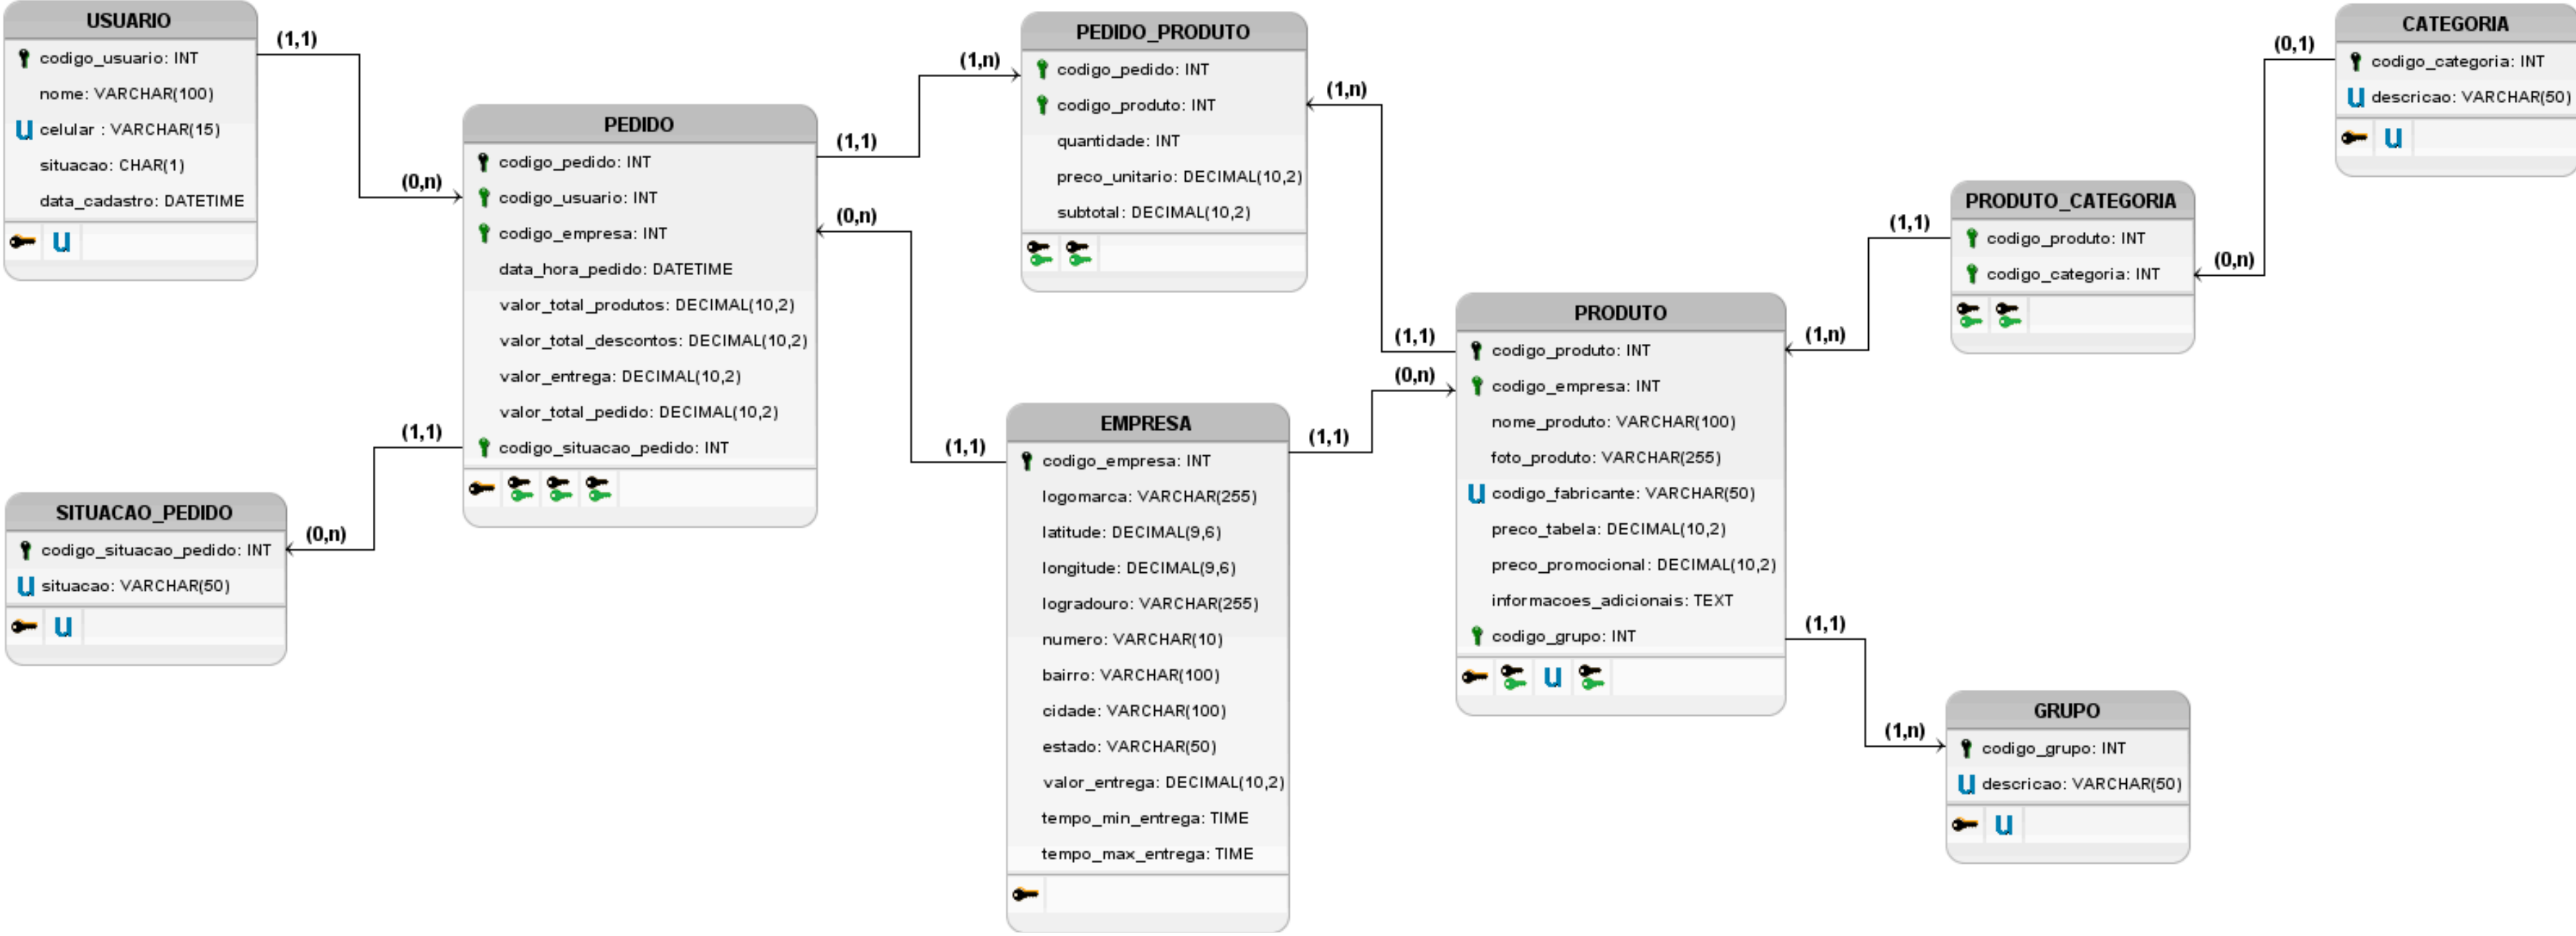 USUARIO
codigo_usuario: INT
nome: VARCHAR(100)
U celular : VARCHAR(15)
situacao: CHAR(1)
data_cadastro: DATETIME
U
(1,1)
(0,n)
PEDIDO
codigo_pedido: INT
codigo_usuario: INT
codigo_empresa: INT
data_hora_pedido: DATETIME
valor_total_produtos: DECIMAL(10,2)
valor_total_descontos: DECIMAL(10,2)
valor_entrega: DECIMAL(10,2)
valor_total_pedido: DECIMAL(10,2)
codigo_situacao_pedido: INT
(1,1)
(0,n)
SITUACAO_PEDIDO
codigo_situacao_pedido: INT
U situacao: VARCHAR(50)
U
(1,1)
(1,n)
PEDIDO_PRODUTO
codigo_pedido: INT
codigo_produto: INT
quantidade: INT
preco_unitario: DECIMAL(10,2)
subtotal: DECIMAL(10,2)
(1,n)
(1,1)
(0,n)
(1,1)
EMPRESA
codigo_empresa: INT
logomarca: VARCHAR(255)
latitude: DECIMAL(9,6)
longitude: DECIMAL(9,6)
logradouro: VARCHAR(255)
numero: VARCHAR(10)
bairro: VARCHAR(100)
cidade: VARCHAR(100)
estado: VARCHAR(50)
valor_entrega: DECIMAL(10,2)
tempo_min_entrega: TIME
tempo_max_entrega: TIME
(1,1)
(0,n)
PRODUTO
codigo_produto: INT
codigo_empresa: INT
nome_produto: VARCHAR(100)
foto_produto: VARCHAR(255)
U codigo_fabricante: VARCHAR(50)
preco_tabela: DECIMAL(10,2)
preco_promocional: DECIMAL(10,2)
informacoes_adicionais: TEXT
codigo_grupo: INT
U
(1,n)
(1,1)
PRODUTO_CATEGORIA
codigo_produto: INT
codigo_categoria: INT
(0,n)
(0,1)
CATEGORIA
codigo_categoria: INT
U descricao: VARCHAR(50)
U
(1,1)
(1,n)
GRUPO
codigo_grupo: INT
U descricao: VARCHAR(50)
U